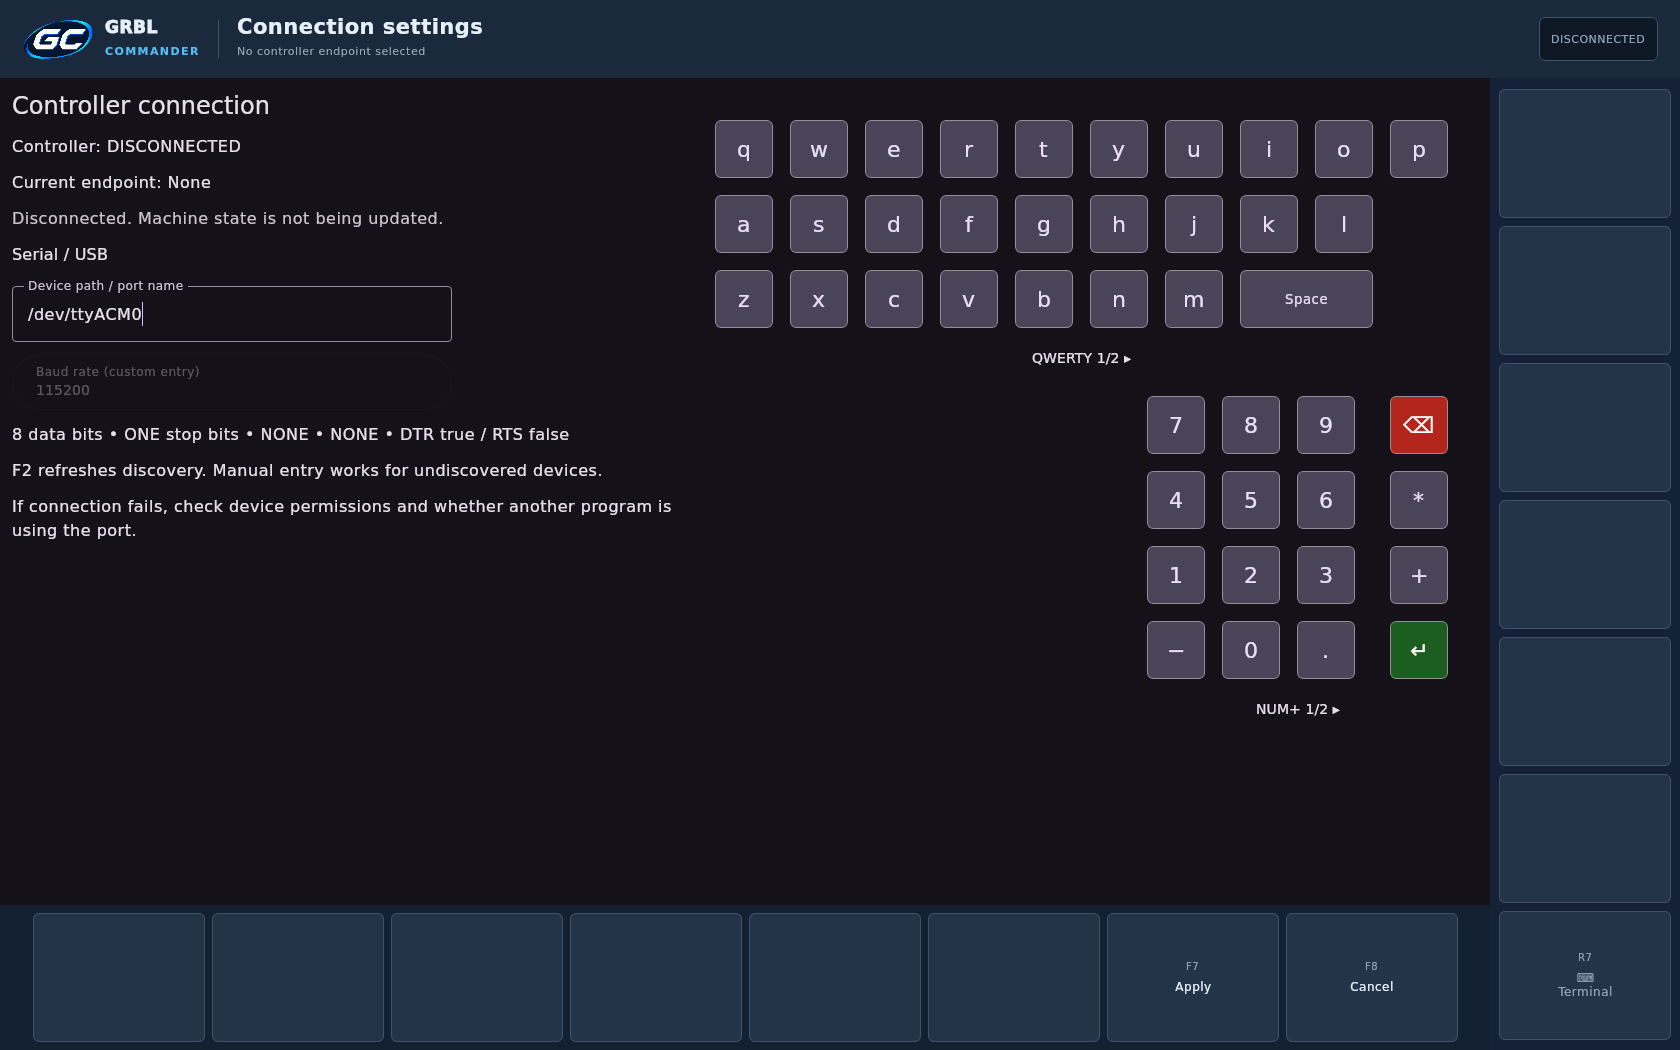 GC
GRBL
COMMANDER
Connection settings
No controller endpoint selected
DISCONNECTED
Controller connection
Controller: DISCONNECTED
Current endpoint: None
Disconnected. Machine state is not being updated.
Serial / USB
Device path / port name
/dev/ttyACM0
Baud rate (custom entry)
115200
8 data bits • ONE stop bits • NONE • NONE • DTR true / RTS false
F2 refreshes discovery. Manual entry works for undiscovered devices.
If connection fails, check device permissions and whether another program is
using the port.
q w e r t y u i o p
a s d f g h j k l
z x c v b n m Space
QWERTY 1/2 ▸
7 8 9 ⌫
4 5 6 *
1 2 3 +
− 0 . ↵
NUM+ 1/2 ▸
F7
Apply
F8
Cancel
R7
⌨
Terminal